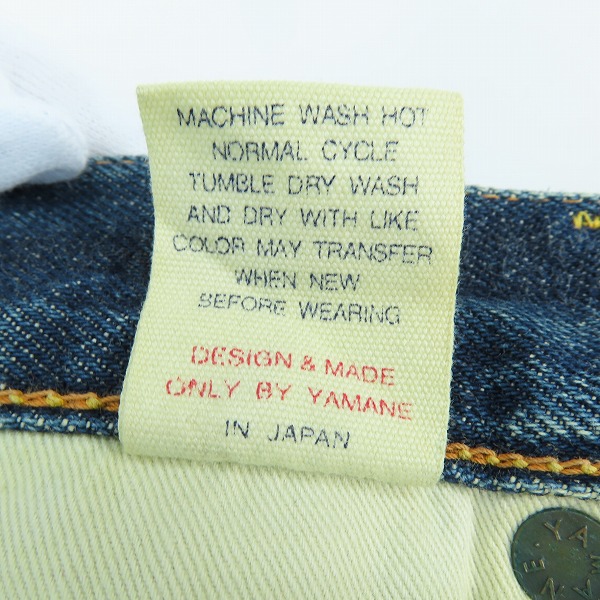 MACHINE WASH HOT
NORMAL CYCLE
TUMBLE DRY WASH
AND DRY WITH LIKE
COLOR MAY TRANSFER
WHEN NEW
BEFORE WEARING
DESIGN & MADE
ONLY BY YAMANE
IN JAPAN